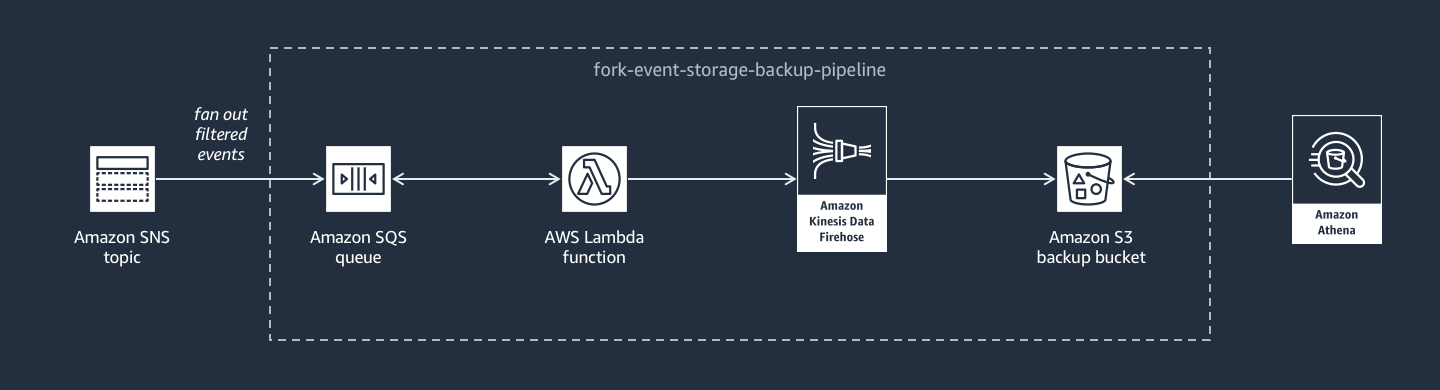 fork-event-storage-backup-pipeline
fan out
filtered
events
Amazon SNS
topic
Amazon SQS
queue
AWS Lambda
function
Amazon
Kinesis Data
Firehose
Amazon S3
backup bucket
Amazon
Athena